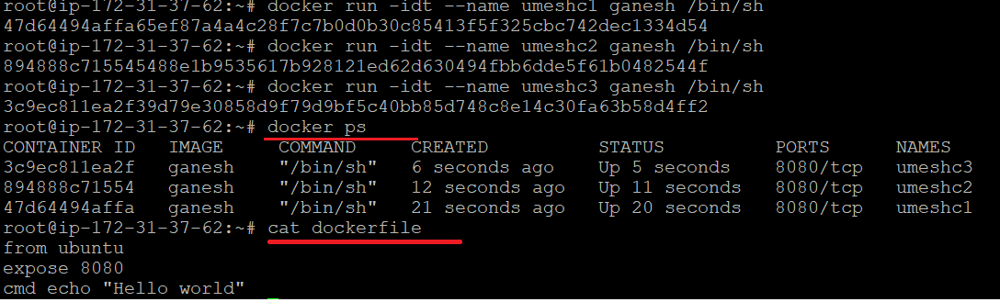 root@ip-172-31-37-62:~# docker run -idt --name umeshc1 ganesh /bin/sh
47d64494affa65ef87a4a4c28f7c7b0d0b30c85413f5f325cbc742dec1334d54
root@ip-172-31-37-62:~# docker run -idt --name umeshc2 ganesh /bin/sh
894888c715545488e1b9535617b928121ed62d630494fbb6dde5f61b0482544f
root@ip-172-31-37-62:~# docker run -idt --name umeshc3 ganesh /bin/sh
3c9ec811ea2f39d79e30858d9f79d9bf5c40bb85d748c8e14c30fa63b58d4ff2
root@ip-172-31-37-62:~# docker ps
CONTAINER ID   IMAGE     COMMAND     CREATED          STATUS          PORTS      NAMES
3c9ec811ea2f   ganesh    "/bin/sh"   6 seconds ago    Up 5 seconds    8080/tcp   umeshc3
894888c71554   ganesh    "/bin/sh"   12 seconds ago   Up 11 seconds   8080/tcp   umeshc2
47d64494affa   ganesh    "/bin/sh"   21 seconds ago   Up 20 seconds   8080/tcp   umeshc1
root@ip-172-31-37-62:~# cat dockerfile
from ubuntu
expose 8080
cmd echo "Hello world"